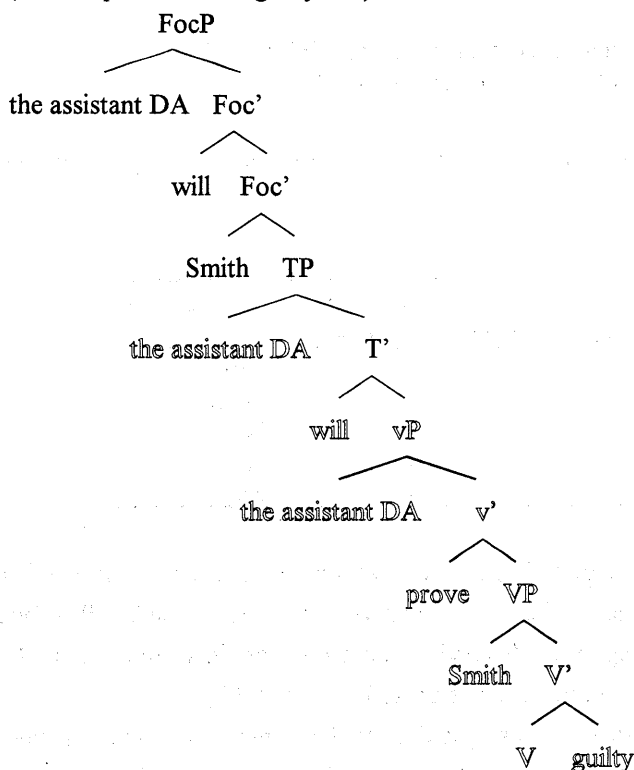 FocP
the assistant DA Foc’
will Foc’
Smith TP
the assistant DA T’
will vP
the assistant DA v’
prove VP
Smith V’
V guilty